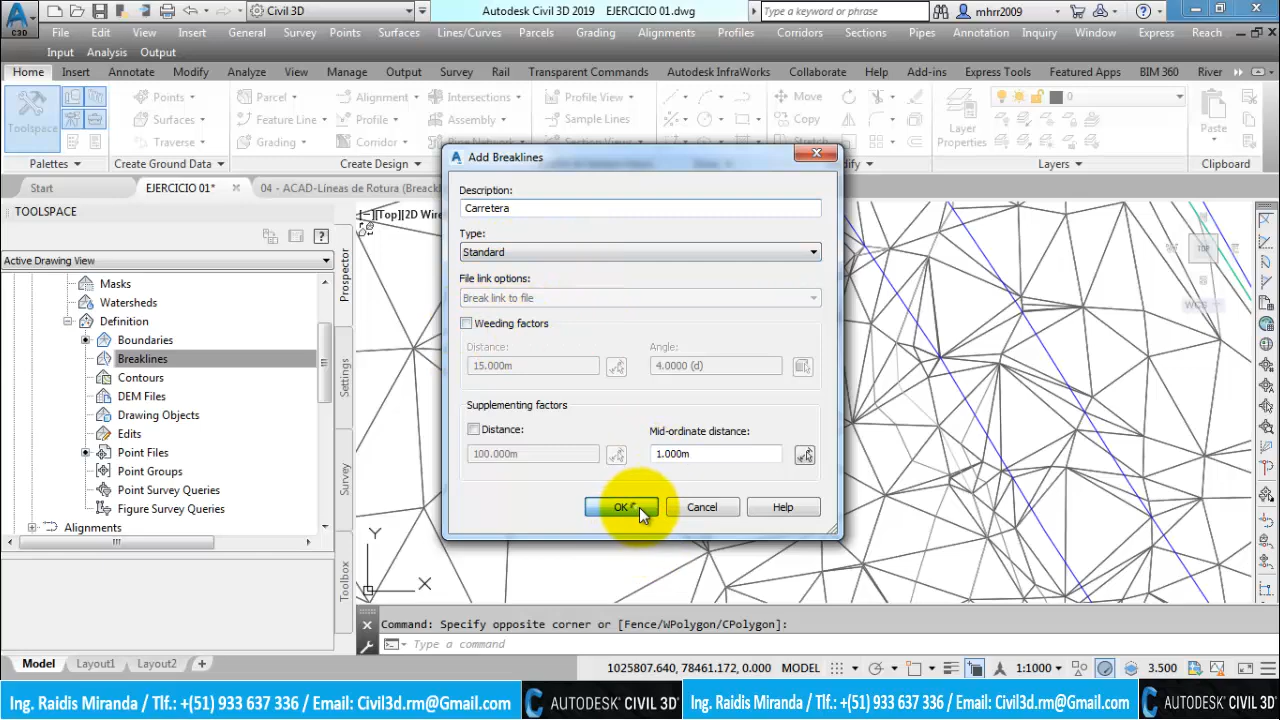 Autodesk Civil 3D 2019 EJERCICIO 01.dwg
Civil 3D
Type a keyword or phrase
mhrr2009
C3D
File Edit View Insert General Survey Points Surfaces Lines/Curves Parcels Grading Alignments Profiles Corridors Sections Pipes Annotation Inquiry Window Express Reach
Input Analysis Output
Home Insert Annotate Modify Analyze View Manage Output Survey Rail Transparent Commands Autodesk InfraWorks Collaborate Help Add-ins Express Tools Featured Apps BIM 360 River
Toolspace
Points
Surfaces
Traverse
Parcel
Feature Line
Grading
Alignment
Profile
Corridor
Intersections
Profile View
Sample Lines
Move
Copy
Stretch
0
Layer Properties
Paste
Palettes
Create Ground Data
Create Design
Layers
Clipboard
Start
EJERCICIO 01*
04 - ACAD-Líneas de Rotura (Breakl
TOOLSPACE
Active Drawing View
Masks
Watersheds
Definition
Boundaries
Breaklines
Contours
DEM Files
Drawing Objects
Edits
Point Files
Point Groups
Point Survey Queries
Figure Survey Queries
Alignments
Prospector
Settings
Survey
Toolbox
[−][Top][2D Wire
TOP
W
E
S
WCS
Add Breaklines
Description:
Carretera
Type:
Standard
File link options:
Break link to file
Weeding factors
Distance:
Angle:
15.000m
4.0000 (d)
Supplementing factors
Distance:
Mid-ordinate distance:
100.000m
1.000m
OK
Cancel
Help
Y
X
Command: Specify opposite corner or [Fence/WPolygon/CPolygon]:
Type a command
Model Layout1 Layout2 +
1025807.640, 78461.172, 0.000 MODEL
1:1000
3.500
Ing. Raidis Miranda / Tlf.: +(51) 933 637 336 / Email: Civil3d.rm@Gmail.com
C3D AUTODESK CIVIL 3D®
Ing. Raidis Miranda / Tlf.: +(51) 933 637 336 / Email: Civil3d.rm@Gmail.com
C3D AUTODESK CIVIL 3D